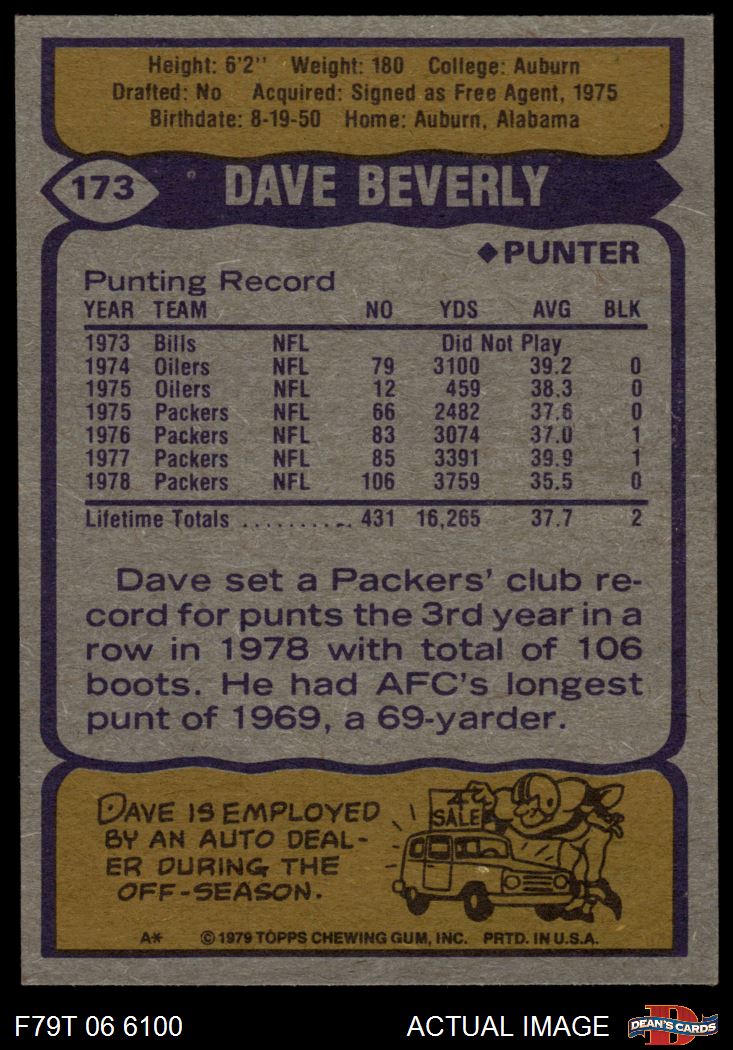 Height: 6'2" Weight: 180 College: Auburn
Drafted: No Acquired: Signed as Free Agent, 1975
Birthdate: 8-19-50 Home: Auburn, Alabama
173 DAVE BEVERLY
◆PUNTER
Punting Record
YEAR TEAM NO YDS AVG BLK
1973 Bills NFL Did Not Play
1974 Oilers NFL 79 3100 39.2 0
1975 Oilers NFL 12 459 38.3 0
1975 Packers NFL 66 2482 37.6 0
1976 Packers NFL 83 3074 37.0 1
1977 Packers NFL 85 3391 39.9 1
1978 Packers NFL 106 3759 35.5 0
Lifetime Totals .......... 431 16,265 37.7 2
Dave set a Packers' club re-
cord for punts the 3rd year in a
row in 1978 with total of 106
boots. He had AFC's longest
punt of 1969, a 69-yarder.
DAVE IS EMPLOYED
BY AN AUTO DEAL-
ER DURING THE
OFF-SEASON.
4 SALE
A* © 1979 TOPPS CHEWING GUM, INC. PRTD. IN U.S.A.
F79T 06 6100 ACTUAL IMAGE D DEAN'S CARDS